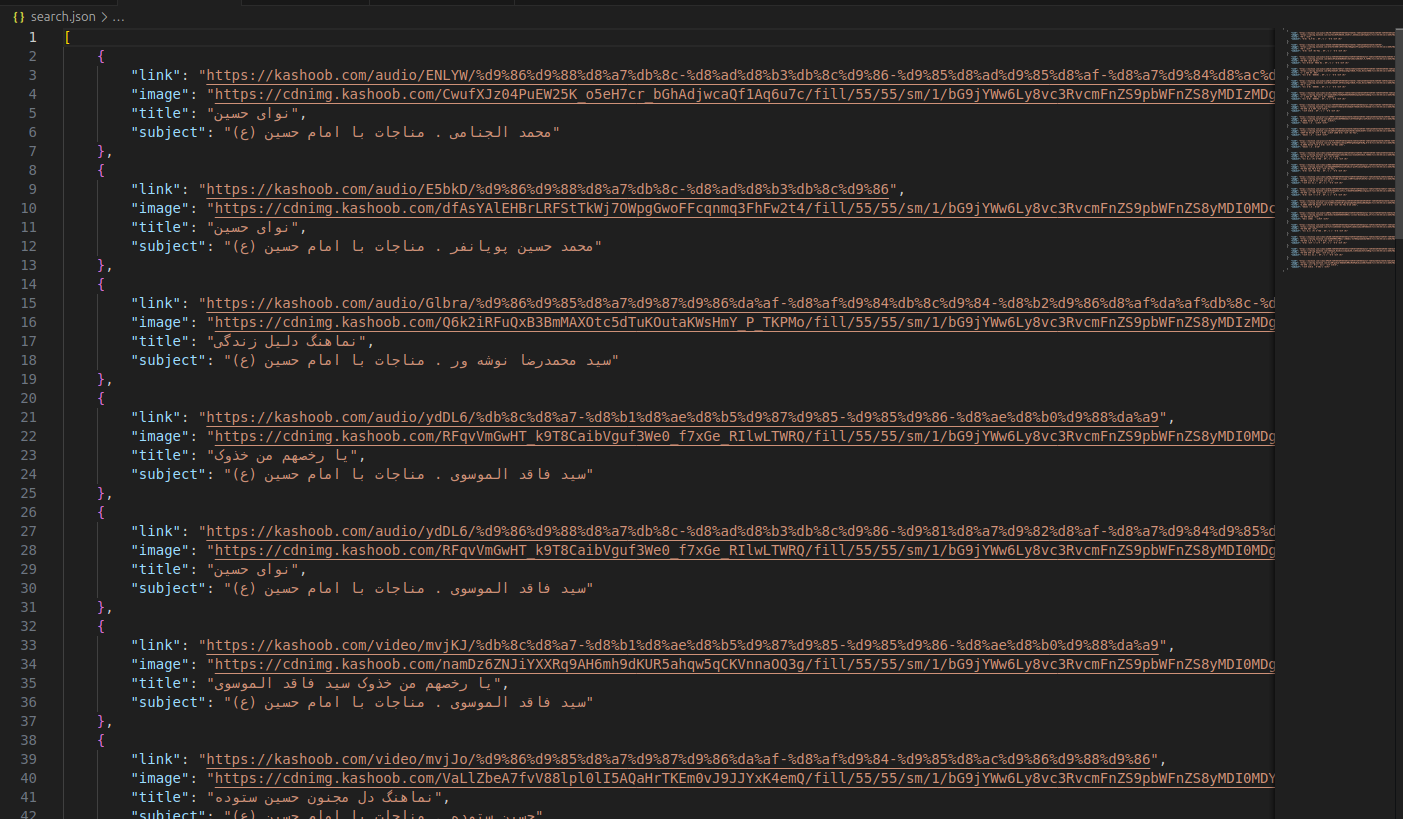 search.json > ...
1 [
2 {
3 "link": "https://kashoob.com/audio/ENLYW/%d9%86%d9%88%d8%a7%db%8c-%d8%ad%d8%b3%db%8c%d9%86-%d9%85%d8%ad%d9%85%d8%af-%d8%a7%d9%84%d8%ac%d
4 "image": "https://cdnimg.kashoob.com/CwufXJz04PuEW25K_o5eH7cr_bGhAdjwcaQf1Aq6u7c/fill/55/55/sm/1/bG9jYWw6Ly8vc3RvcmFnZS9pbWFnZS8yMDIzMDg
5 "title": "نوای حسین",
6 "subject": "محمد الجنامی . مناجات با امام حسین (ع)"
7 },
8 {
9 "link": "https://kashoob.com/audio/E5bkD/%d9%86%d9%88%d8%a7%db%8c-%d8%ad%d8%b3%db%8c%d9%86",
10 "image": "https://cdnimg.kashoob.com/dfAsYAlEHBrLRFStTkWj7OWpgGwoFFcqnmq3FhFw2t4/fill/55/55/sm/1/bG9jYWw6Ly8vc3RvcmFnZS9pbWFnZS8yMDI0MDc
11 "title": "نوای حسین",
12 "subject": "محمد حسین پویانفر . مناجات با امام حسین (ع)"
13 },
14 {
15 "link": "https://kashoob.com/audio/Glbra/%d9%86%d9%85%d8%a7%d9%87%d9%86%da%af-%d8%af%d9%84%db%8c%d9%84-%d8%b2%d9%86%d8%af%da%af%db%8c-%d
16 "image": "https://cdnimg.kashoob.com/Q6k2iRFuQxB3BmMAXOtc5dTuKOutaKWsHmY_P_TKPMo/fill/55/55/sm/1/bG9jYWw6Ly8vc3RvcmFnZS9pbWFnZS8yMDIzMDg
17 "title": "نماهنگ دلیل زندگی",
18 "subject": "سید محمدرضا نوشه ور . مناجات با امام حسین (ع)"
19 },
20 {
21 "link": "https://kashoob.com/audio/ydDL6/%db%8c%d8%a7-%d8%b1%d8%ae%d8%b5%d9%87%d9%85-%d9%85%d9%86-%d8%ae%d8%b0%d9%88%da%a9",
22 "image": "https://cdnimg.kashoob.com/RFqvVmGwHT_k9T8CaibVguf3We0_f7xGe_RIlwLTWRQ/fill/55/55/sm/1/bG9jYWw6Ly8vc3RvcmFnZS9pbWFnZS8yMDI0MDg
23 "title": "یا رخصهم من خذوک",
24 "subject": "سید فاقد الموسوی . مناجات با امام حسین (ع)"
25 },
26 {
27 "link": "https://kashoob.com/audio/ydDL6/%d9%86%d9%88%d8%a7%db%8c-%d8%ad%d8%b3%db%8c%d9%86-%d9%81%d8%a7%d9%82%d8%af-%d8%a7%d9%84%d9%85%d
28 "image": "https://cdnimg.kashoob.com/RFqvVmGwHT_k9T8CaibVguf3We0_f7xGe_RIlwLTWRQ/fill/55/55/sm/1/bG9jYWw6Ly8vc3RvcmFnZS9pbWFnZS8yMDI0MDg
29 "title": "نوای حسین",
30 "subject": "سید فاقد الموسوی . مناجات با امام حسین (ع)"
31 },
32 {
33 "link": "https://kashoob.com/video/mvjKJ/%db%8c%d8%a7-%d8%b1%d8%ae%d8%b5%d9%87%d9%85-%d9%85%d9%86-%d8%ae%d8%b0%d9%88%da%a9",
34 "image": "https://cdnimg.kashoob.com/namDz6ZNJiYXXRq9AH6mh9dKUR5ahqw5qCKVnnaOQ3g/fill/55/55/sm/1/bG9jYWw6Ly8vc3RvcmFnZS9pbWFnZS8yMDI0MDg
35 "title": "یا رخصهم من خذوک سید فاقد الموسوی",
36 "subject": "سید فاقد الموسوی . مناجات با امام حسین (ع)"
37 },
38 {
39 "link": "https://kashoob.com/video/mvjJo/%d9%86%d9%85%d8%a7%d9%87%d9%86%da%af-%d8%af%d9%84-%d9%85%d8%ac%d9%86%d9%88%d9%86",
40 "image": "https://cdnimg.kashoob.com/VaLlZbeA7fvV88lpl0lI5AQaHrTKEm0vJ9JJYxK4emQ/fill/55/55/sm/1/bG9jYWw6Ly8vc3RvcmFnZS9pbWFnZS8yMDI0MDY
41 "title": "نماهنگ دل مجنون حسین ستوده",
42 "subject": "حسین ستوده . مناجات با امام حسین (ع)"